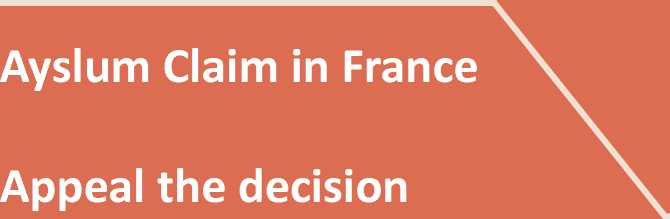 Ayslum Claim in France
Appeal the decision